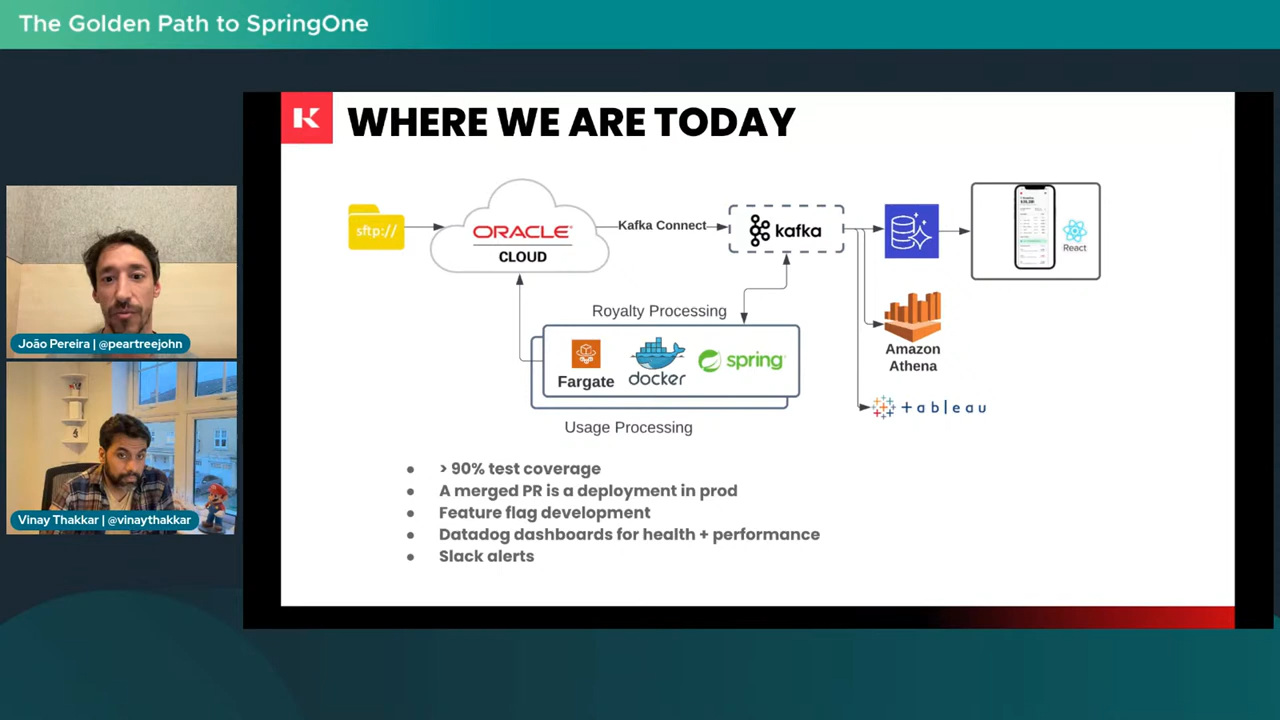 The Golden Path to SpringOne
K
WHERE WE ARE TODAY
sftp://
ORACLE
CLOUD
Kafka Connect
kafka
React
Royalty Processing
Fargate
docker
spring
Usage Processing
Amazon
Athena
+ableau
> 90% test coverage
A merged PR is a deployment in prod
Feature flag development
Datadog dashboards for health + performance
Slack alerts
João Pereira | @peartreejohn
Vinay Thakkar | @vinaythakkar